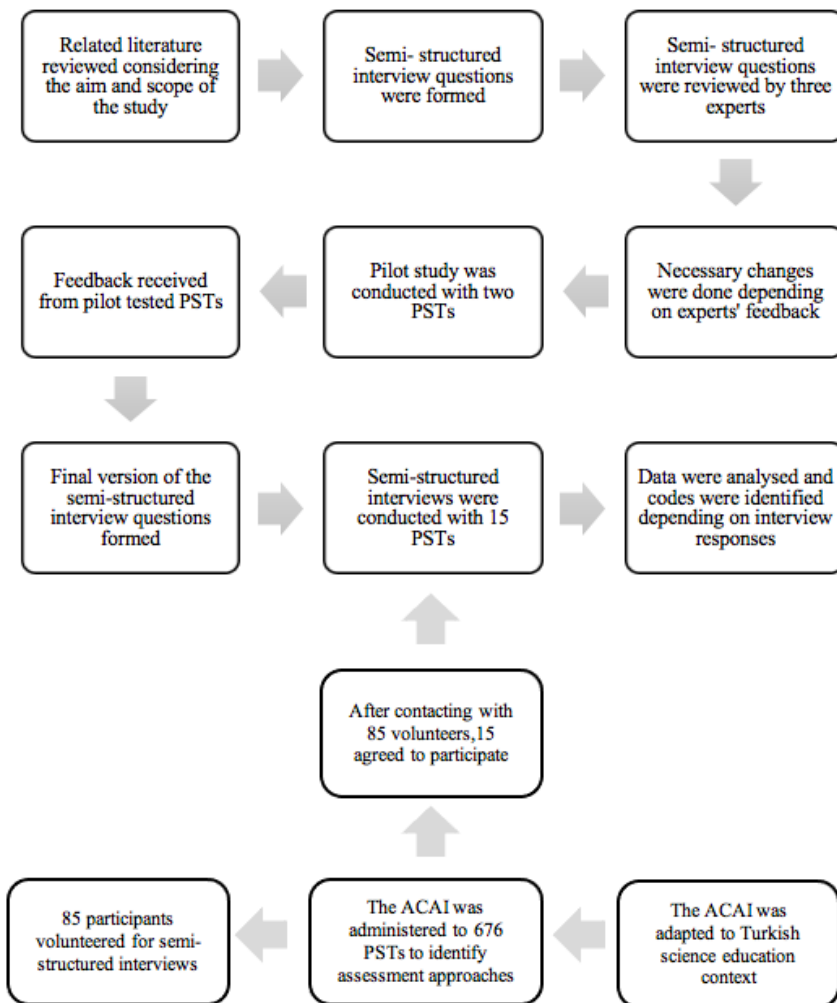 Related literature
reviewed considering
the aim and scope of
the study
Semi- structured
interview questions
were formed
Semi- structured
interview questions
were reviewed by three
experts
Necessary changes
were done depending
on experts' feedback
Pilot study was
conducted with two
PSTs
Feedback received
from pilot tested PSTs
Final version of the
semi-structured
interview questions
formed
Semi-structured
interviews were
conducted with 15
PSTs
Data were analysed and
codes were identified
depending on interview
responses
After contacting with
85 volunteers,15
agreed to participate
85 participants
volunteered for semi-
structured interviews
The ACAI was
administered to 676
PSTs to identify
assessment approaches
The ACAI was
adapted to Turkish
science education
context